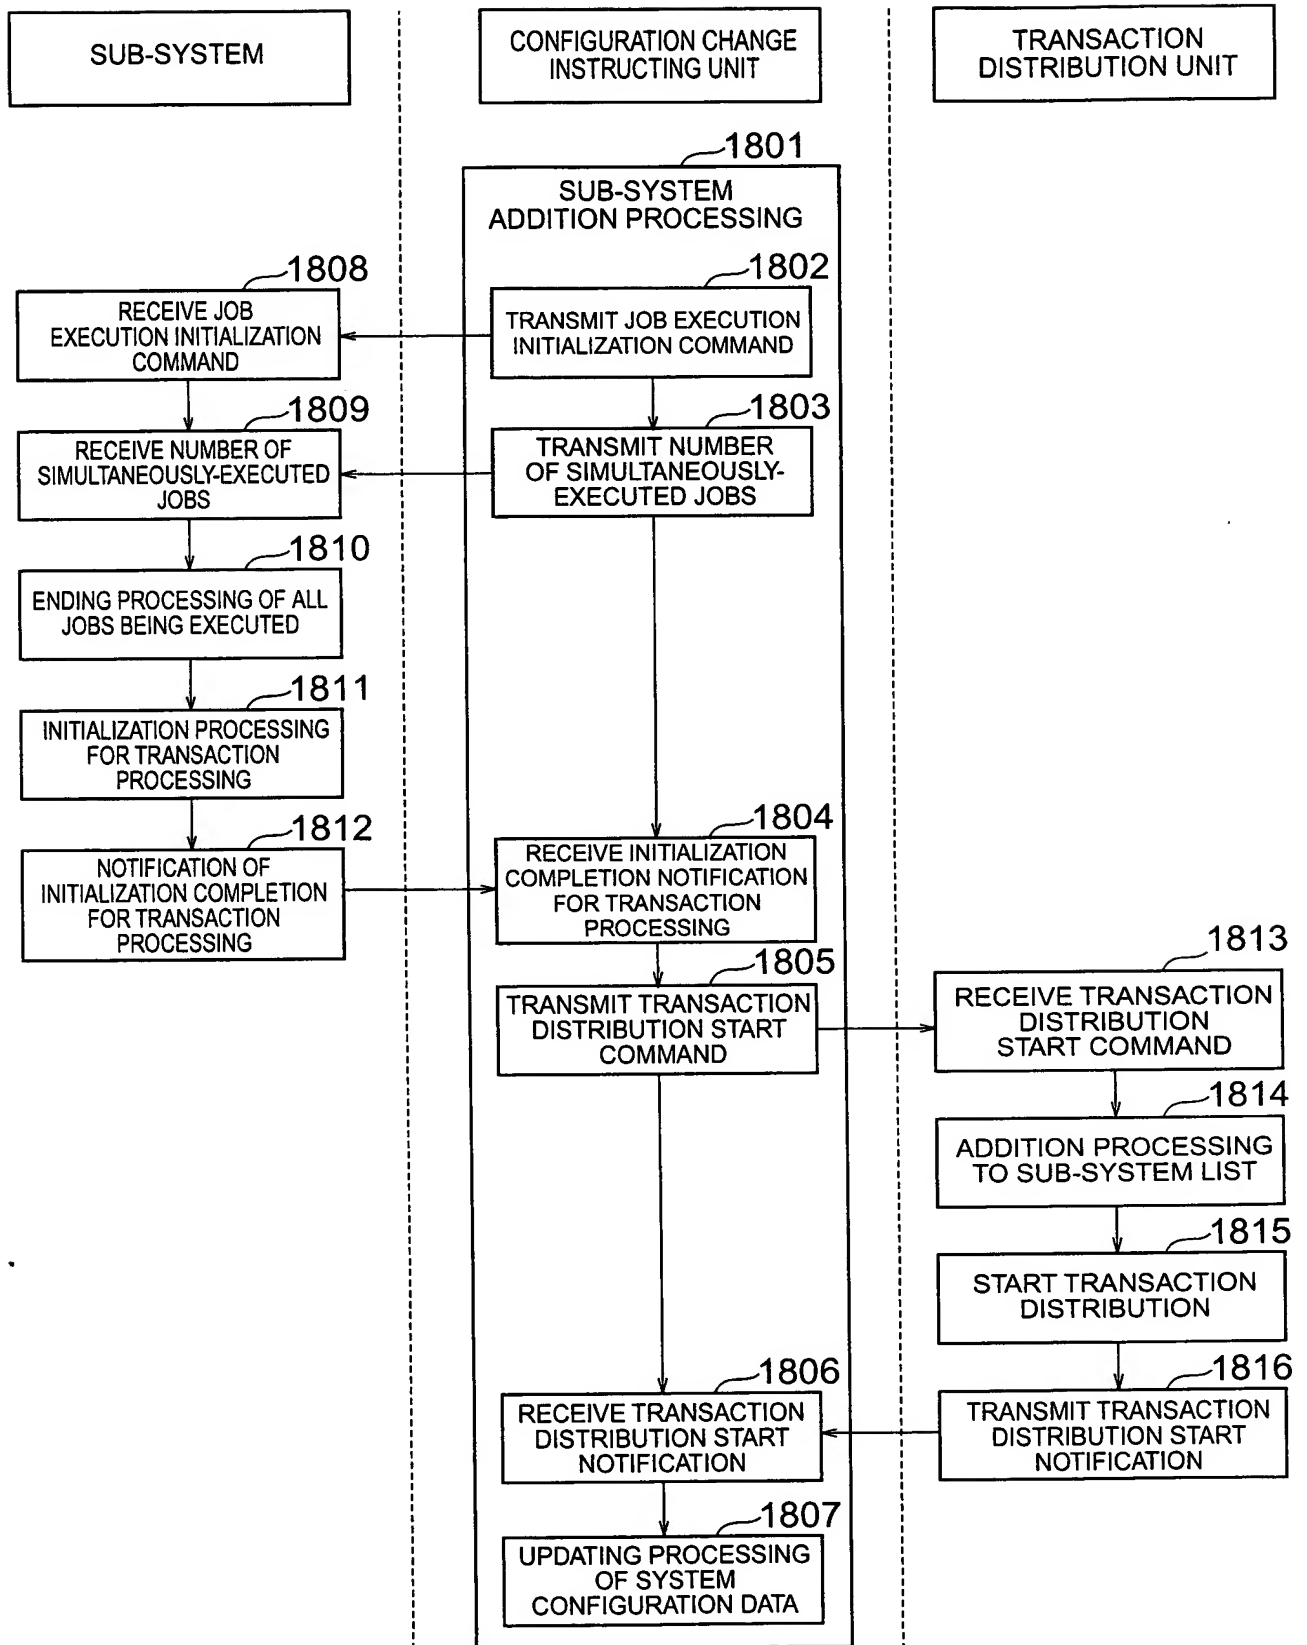 SUB-SYSTEM
CONFIGURATION CHANGE
INSTRUCTING UNIT
TRANSACTION
DISTRIBUTION UNIT
1801
SUB-SYSTEM
ADDITION PROCESSING
1808
RECEIVE JOB
EXECUTION INITIALIZATION
COMMAND
1802
TRANSMIT JOB EXECUTION
INITIALIZATION COMMAND
1809
RECEIVE NUMBER OF
SIMULTANEOUSLY-EXECUTED
JOBS
1803
TRANSMIT NUMBER
OF SIMULTANEOUSLY-
EXECUTED JOBS
1810
ENDING PROCESSING OF ALL
JOBS BEING EXECUTED
1811
INITIALIZATION PROCESSING
FOR TRANSACTION
PROCESSING
1812
NOTIFICATION OF
INITIALIZATION COMPLETION
FOR TRANSACTION
PROCESSING
1804
RECEIVE INITIALIZATION
COMPLETION NOTIFICATION
FOR TRANSACTION
PROCESSING
1805
TRANSMIT TRANSACTION
DISTRIBUTION START
COMMAND
1813
RECEIVE TRANSACTION
DISTRIBUTION
START COMMAND
1814
ADDITION PROCESSING
TO SUB-SYSTEM LIST
1815
START TRANSACTION
DISTRIBUTION
1806
RECEIVE TRANSACTION
DISTRIBUTION START
NOTIFICATION
1816
TRANSMIT TRANSACTION
DISTRIBUTION START
NOTIFICATION
1807
UPDATING PROCESSING
OF SYSTEM
CONFIGURATION DATA